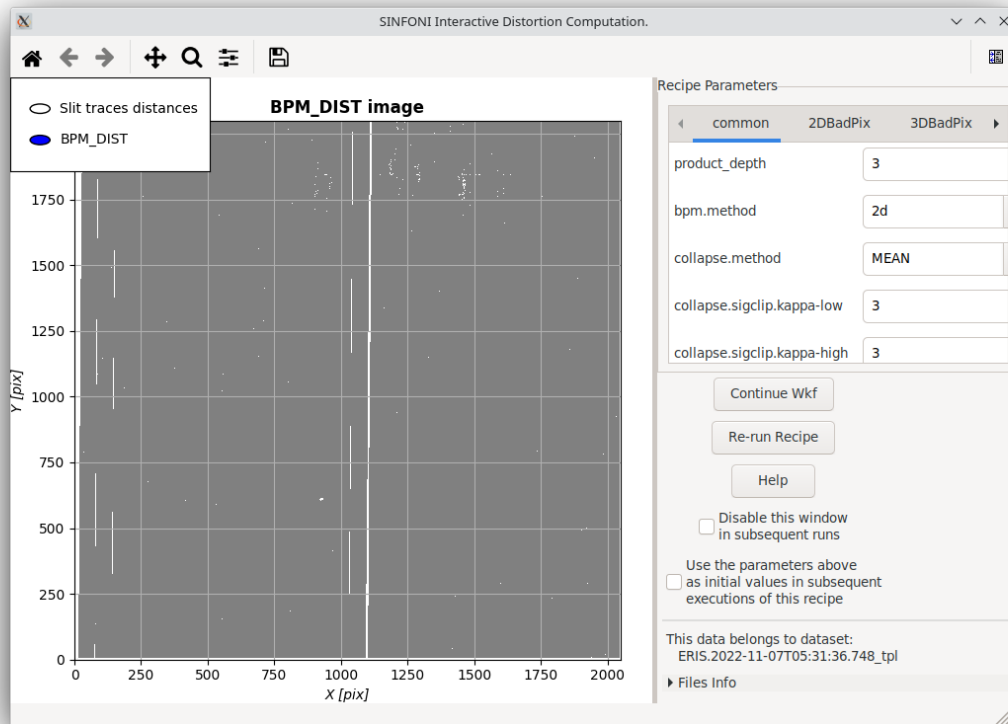 SINFONI Interactive Distortion Computation.
Slit traces distances
BPM_DIST
BPM_DIST image
1750
1500
1250
1000
750
500
250
0
Y [pix]
0 250 500 750 1000 1250 1500 1750 2000
X [pix]
Recipe Parameters
common 2DBadPix 3DBadPix
product_depth 3
bpm.method 2d
collapse.method MEAN
collapse.sigclip.kappa-low 3
collapse.sigclip.kappa-high 3
Continue Wkf
Re-run Recipe
Help
Disable this window
in subsequent runs
Use the parameters above
as initial values in subsequent
executions of this recipe
This data belongs to dataset:
ERIS.2022-11-07T05:31:36.748_tpl
Files Info